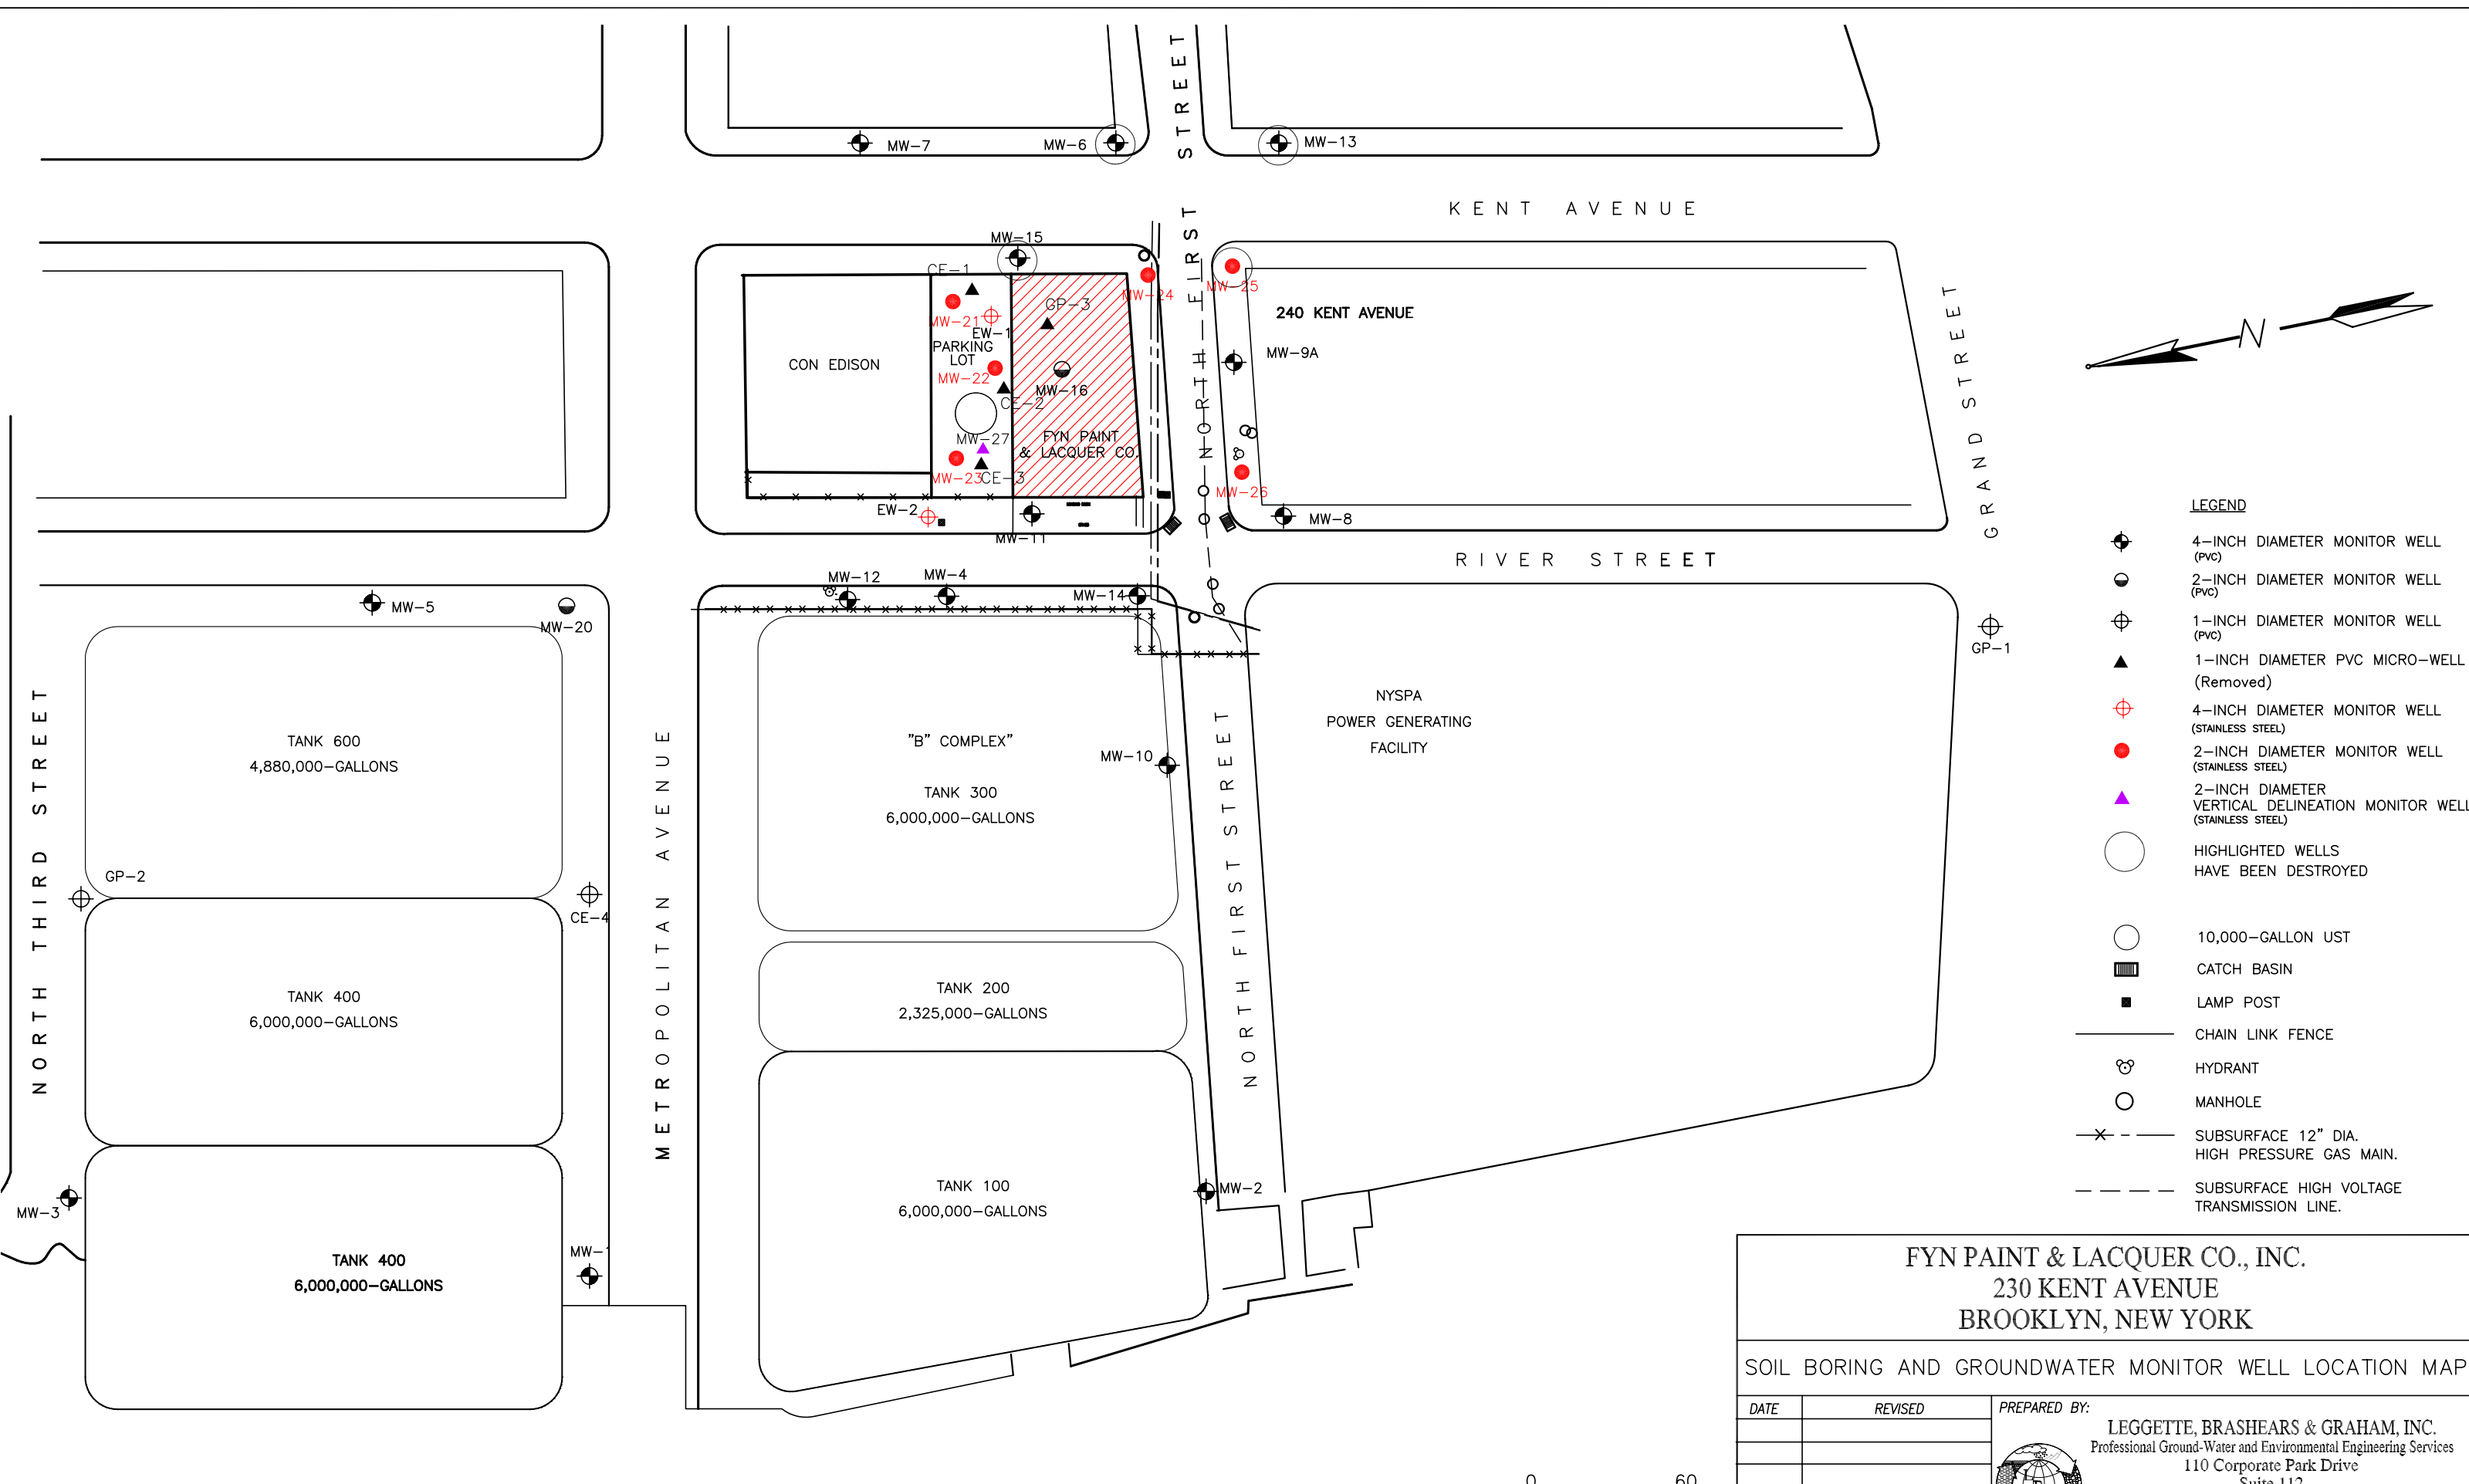 NORTH FIRST STREET
MW-7
MW-6
MW-13
KENT AVENUE
MW-15
CE-1
GP-3
MW-24
MW-25
MW-21
EW-1
PARKING
LOT
CON EDISON
MW-22
CE-2
MW-16
240 KENT AVENUE
MW-9A
MW-27
FYN PAINT
& LACQUER CO.
MW-23
CE-3
MW-26
EW-2
MW-11
MW-8
RIVER STREET
GRAND STREET
N
MW-12
MW-4
MW-14
MW-5
MW-20
GP-1
NORTH THIRD STREET
TANK 600
4,880,000-GALLONS
METROPOLITAN AVENUE
"B" COMPLEX"
TANK 300
6,000,000-GALLONS
MW-10
NORTH FIRST STREET
NYSPA
POWER GENERATING
FACILITY
GP-2
CE-4
TANK 400
6,000,000-GALLONS
TANK 200
2,325,000-GALLONS
TANK 100
6,000,000-GALLONS
MW-2
MW-3
TANK 400
6,000,000-GALLONS
MW-1
LEGEND
4-INCH DIAMETER MONITOR WELL
(PVC)
2-INCH DIAMETER MONITOR WELL
(PVC)
1-INCH DIAMETER MONITOR WELL
(PVC)
1-INCH DIAMETER PVC MICRO-WELL
(Removed)
4-INCH DIAMETER MONITOR WELL
(STAINLESS STEEL)
2-INCH DIAMETER MONITOR WELL
(STAINLESS STEEL)
2-INCH DIAMETER
VERTICAL DELINEATION MONITOR WELL
(STAINLESS STEEL)
HIGHLIGHTED WELLS
HAVE BEEN DESTROYED
10,000-GALLON UST
CATCH BASIN
LAMP POST
CHAIN LINK FENCE
HYDRANT
MANHOLE
SUBSURFACE 12" DIA.
HIGH PRESSURE GAS MAIN.
SUBSURFACE HIGH VOLTAGE
TRANSMISSION LINE.
FYN PAINT & LACQUER CO., INC.
230 KENT AVENUE
BROOKLYN, NEW YORK
SOIL BORING AND GROUNDWATER MONITOR WELL LOCATION MAP
DATE REVISED PREPARED BY:
LEGGETTE, BRASHEARS & GRAHAM, INC.
Professional Ground-Water and Environmental Engineering Services
110 Corporate Park Drive
Suite 112
0 60